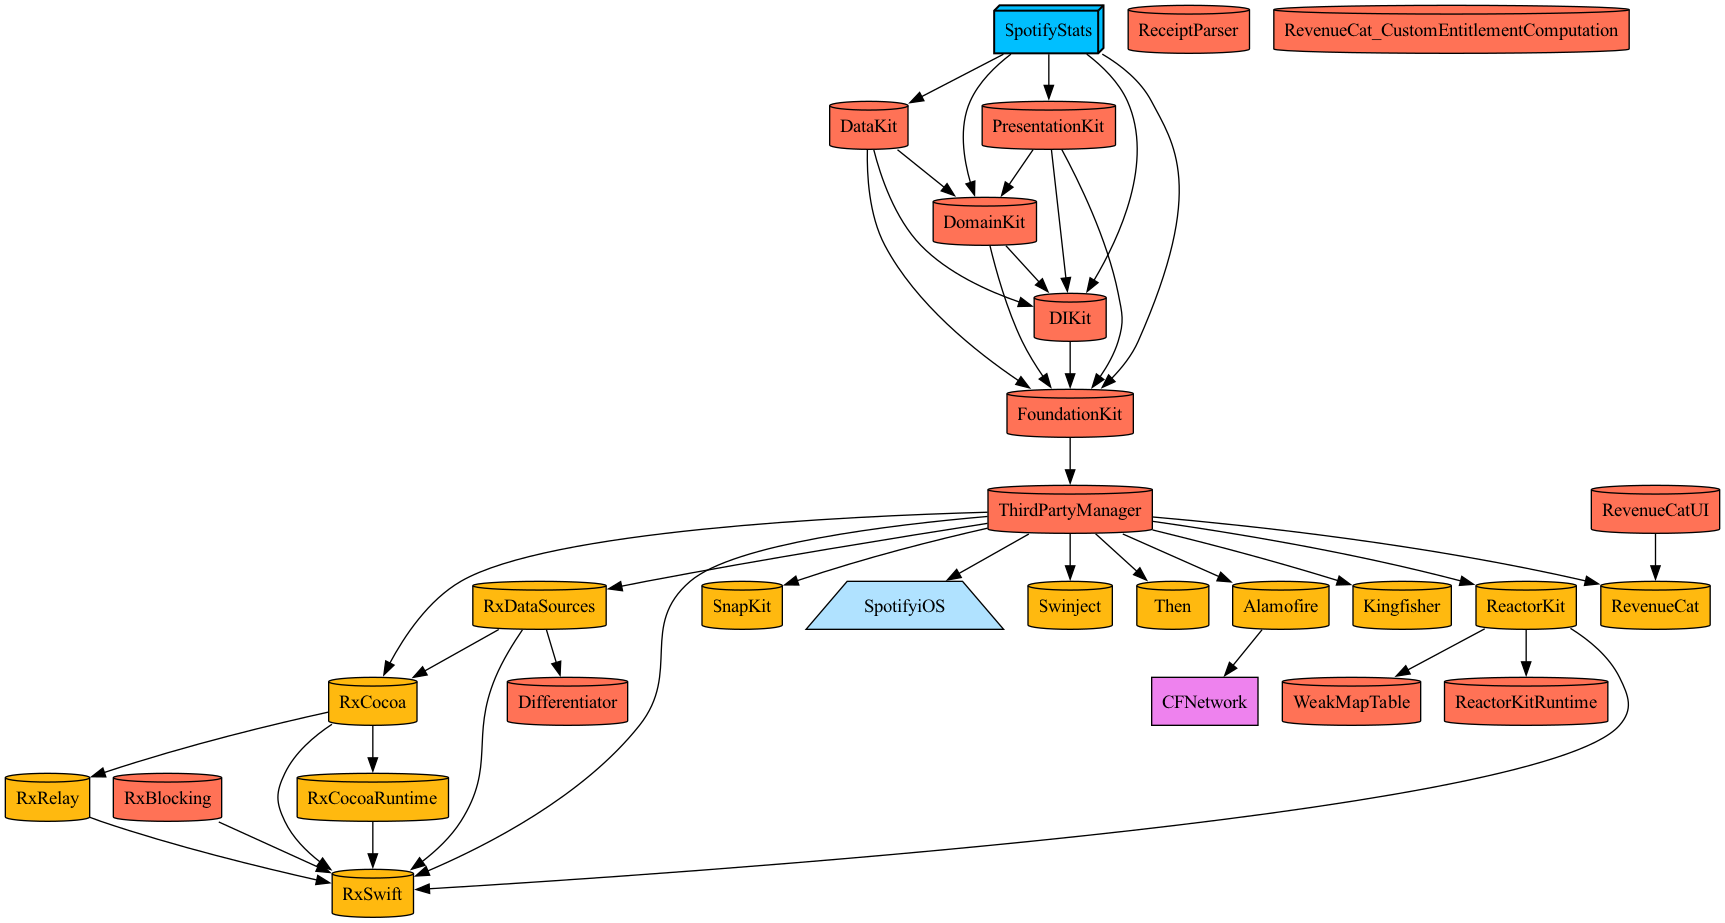 SpotifyStats
ReceiptParser
RevenueCat_CustomEntitlementComputation
DataKit
PresentationKit
DomainKit
DIKit
FoundationKit
ThirdPartyManager
RevenueCatUI
RxDataSources
SnapKit
SpotifyiOS
Swinject
Then
Alamofire
Kingfisher
ReactorKit
RevenueCat
RxCocoa
Differentiator
CFNetwork
WeakMapTable
ReactorKitRuntime
RxRelay
RxBlocking
RxCocoaRuntime
RxSwift